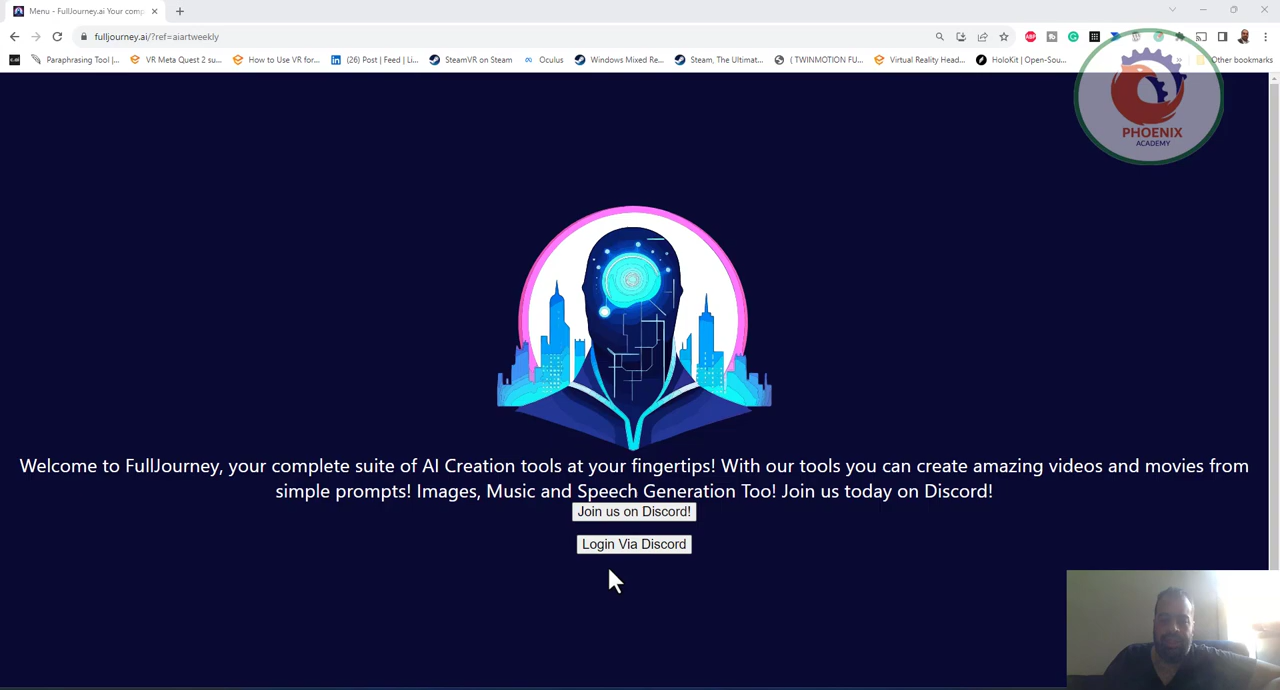 Menu - FullJourney.ai Your comp
fulljourney.ai/?ref=aiartweekly
Paraphrasing Tool |... VR Meta Quest 2 su... How to Use VR for... (26) Post | Feed | Li... SteamVR on Steam Oculus Windows Mixed Re... Steam, The Ultimat... ( TWINMOTION FU... Virtual Reality Head... HoloKit | Open-Sou... » Other bookmarks
PHOENIX
ACADEMY
Welcome to FullJourney, your complete suite of AI Creation tools at your fingertips! With our tools you can create amazing videos and movies from
simple prompts! Images, Music and Speech Generation Too! Join us today on Discord!
Join us on Discord!
Login Via Discord